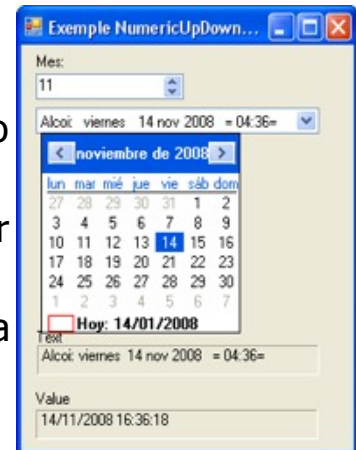 Exemple NumericUpDown...
Mes:
11
o
Alcoi: viernes 14 nov 2008 = 04:36=
noviembre de 2008
lun mar mié jue vie sáb dom
27 28 29 30 31 1 2
r
3 4 5 6 7 8 9
10 11 12 13 14 15 16
17 18 19 20 21 22 23
24 25 26 27 28 29 30
1 2 3 4 5 6 7
a
Hoy: 14/01/2008
Text
Alcoi: viernes 14 nov 2008 = 04:36=
Value
14/11/2008 16:36:18